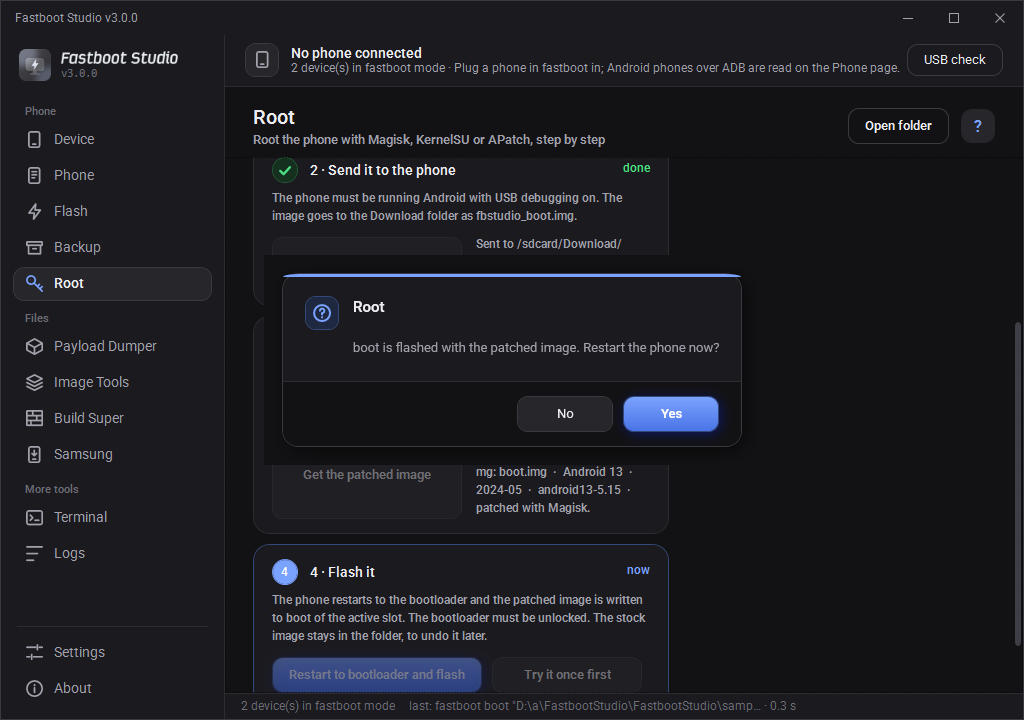 Fastboot Studio v3.0.0
Fastboot Studio
v3.0.0
No phone connected
2 device(s) in fastboot mode · Plug a phone in fastboot in; Android phones over ADB are read on the Phone page.
USB check
Phone
Device
Phone
Flash
Backup
Root
Files
Payload Dumper
Image Tools
Build Super
Samsung
More tools
Terminal
Logs
Settings
About
Root
Root the phone with Magisk, KernelSU or APatch, step by step
Open folder
?
2 · Send it to the phone
done
The phone must be running Android with USB debugging on. The
image goes to the Download folder as fbstudio_boot.img.
Sent to /sdcard/Download/
Root
boot is flashed with the patched image. Restart the phone now?
No
Yes
Get the patched image
mg: boot.img · Android 13 ·
2024-05 · android13-5.15 ·
patched with Magisk.
4
4 · Flash it
now
The phone restarts to the bootloader and the patched image is written
to boot of the active slot. The bootloader must be unlocked. The stock
image stays in the folder, to undo it later.
Restart to bootloader and flash
Try it once first
2 device(s) in fastboot mode
last: fastboot boot "D:\a\FastbootStudio\FastbootStudio\samp… · 0.3 s